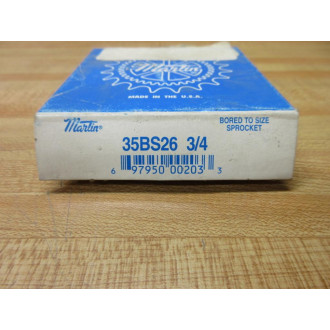 Martin
MADE IN THE U.S.A.
Martin®
BORED TO SIZE
SPROCKET
35BS26 3/4
6 97950 00203 3